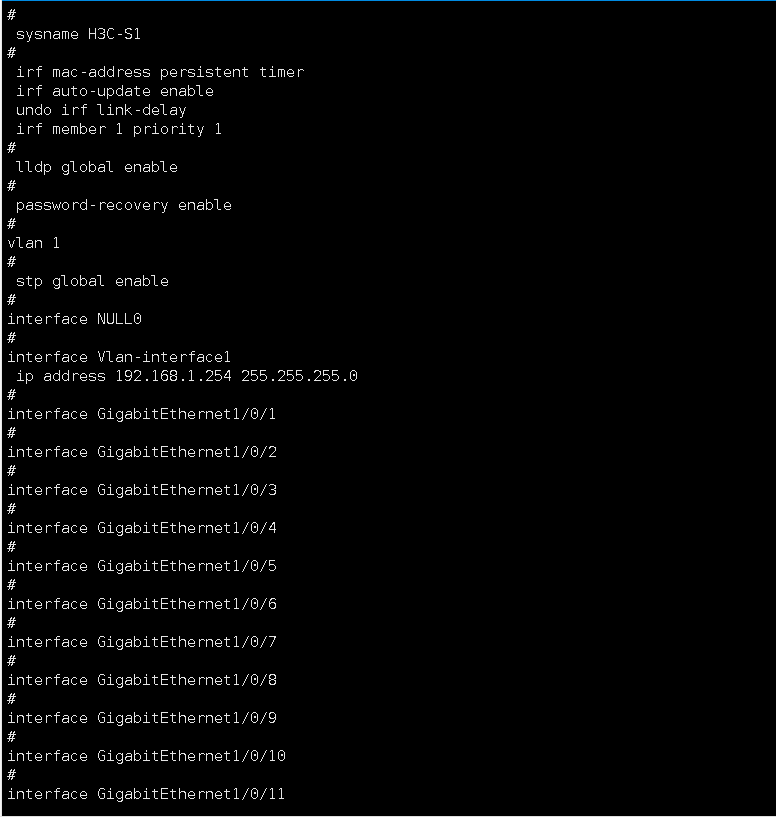 #
 sysname H3C-S1
#
 irf mac-address persistent timer
 irf auto-update enable
 undo irf link-delay
 irf member 1 priority 1
#
 lldp global enable
#
 password-recovery enable
#
vlan 1
#
 stp global enable
#
interface NULL0
#
interface Vlan-interface1
 ip address 192.168.1.254 255.255.255.0
#
interface GigabitEthernet1/0/1
#
interface GigabitEthernet1/0/2
#
interface GigabitEthernet1/0/3
#
interface GigabitEthernet1/0/4
#
interface GigabitEthernet1/0/5
#
interface GigabitEthernet1/0/6
#
interface GigabitEthernet1/0/7
#
interface GigabitEthernet1/0/8
#
interface GigabitEthernet1/0/9
#
interface GigabitEthernet1/0/10
#
interface GigabitEthernet1/0/11